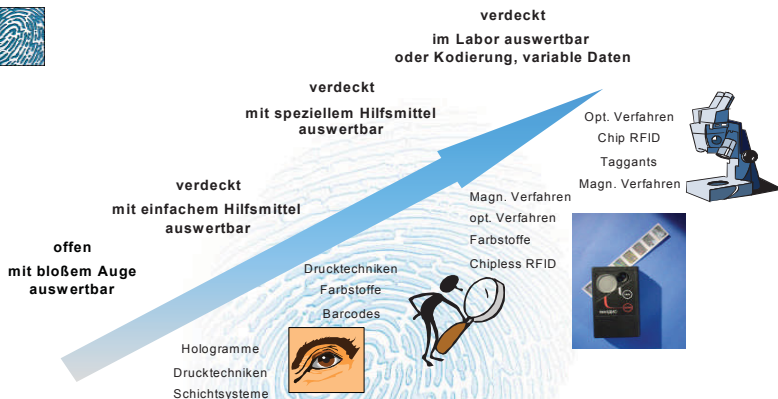 verdeckt
im Labor auswertbar
oder Kodierung, variable Daten
verdeckt
mit speziellem Hilfsmittel
auswertbar
verdeckt
mit einfachem Hilfsmittel
auswertbar
offen
mit bloßem Auge
auswertbar
Opt. Verfahren
Chip RFID
Taggants
Magn. Verfahren
Magn. Verfahren
opt. Verfahren
Farbstoffe
Chipless RFID
Drucktechniken
Farbstoffe
Barcodes
Hologramme
Drucktechniken
Schichtsysteme